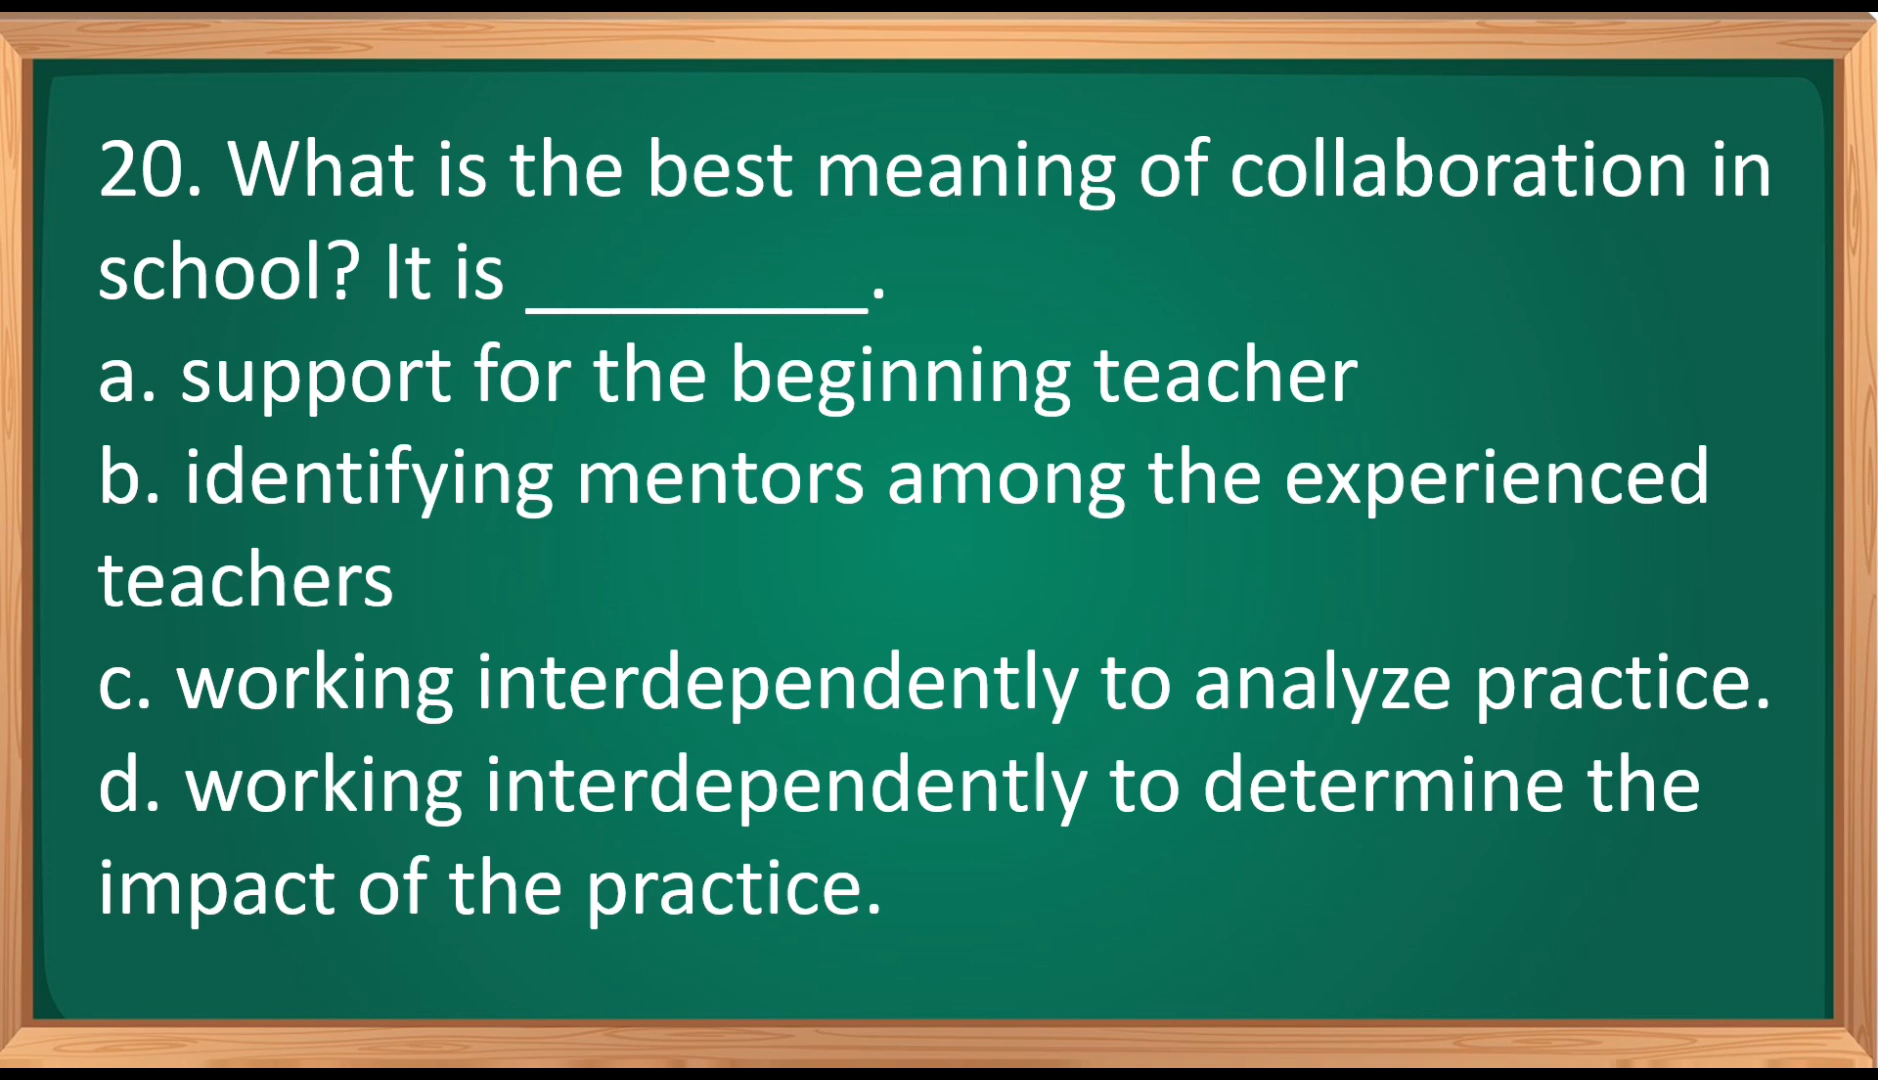 20. What is the best meaning of collaboration in
school? It is _________.
a. support for the beginning teacher
b. identifying mentors among the experienced
teachers
c. working interdependently to analyze practice.
d. working interdependently to determine the
impact of the practice.